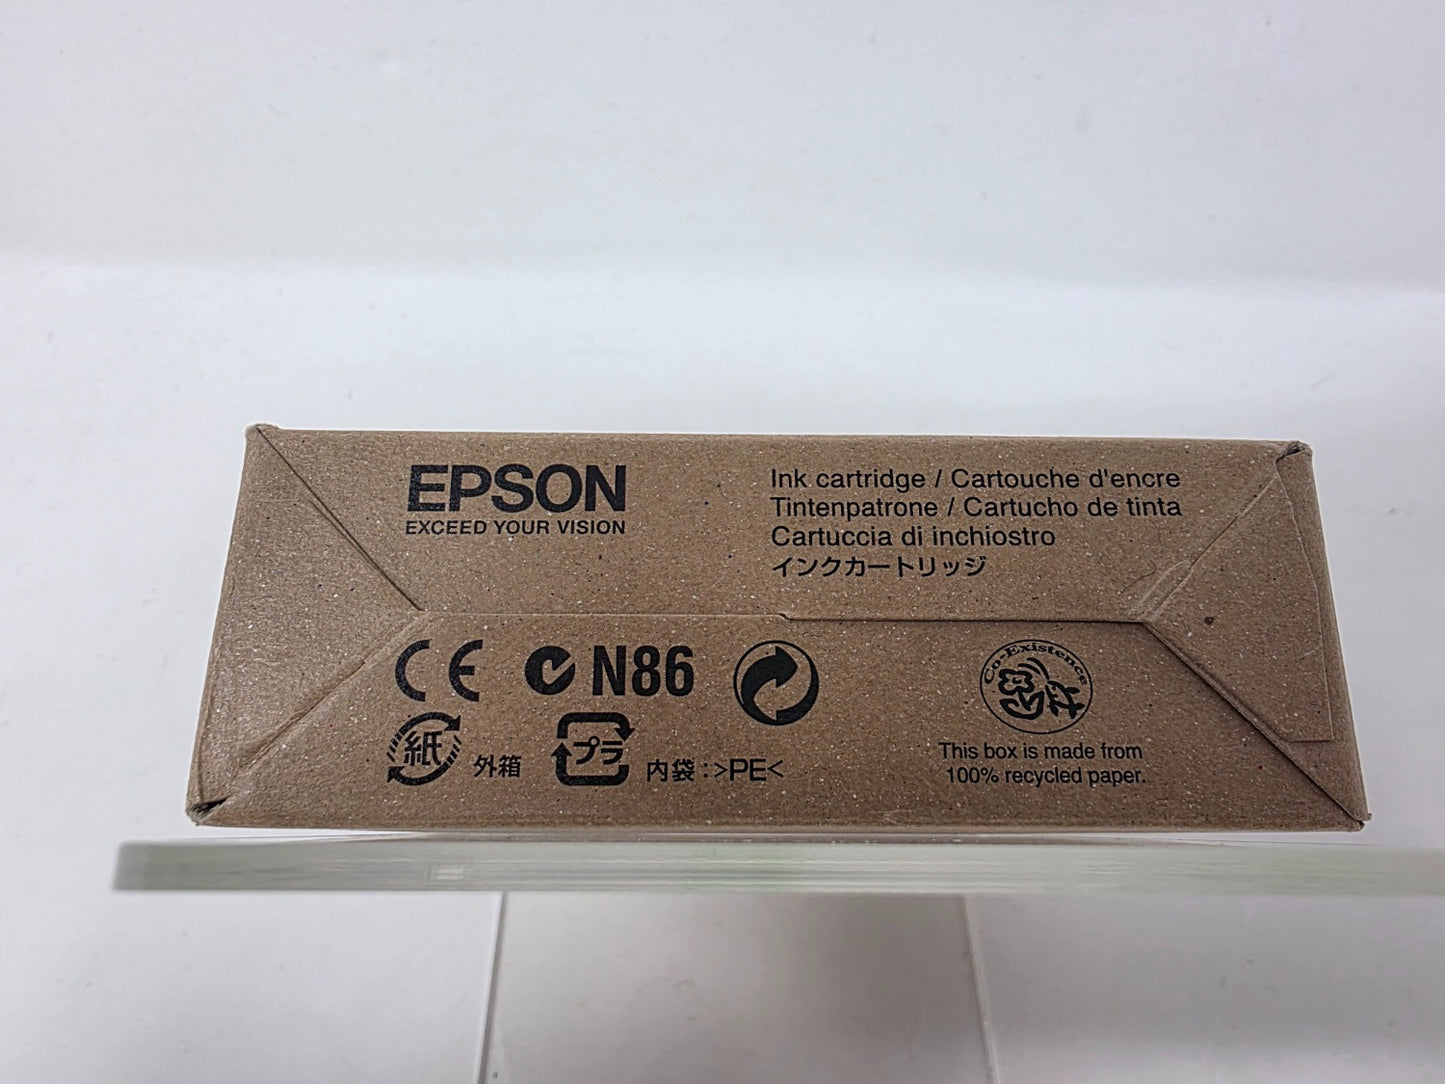 EPSON
EXCEED YOUR VISION
Ink cartridge / Cartouche d'encre
Tintenpatrone / Cartucho de tinta
Cartuccia di inchiostro
インクカートリッジ
CE N86
Co-Existence
紙 外箱 プラ 内袋:>PE<
This box is made from
100% recycled paper.